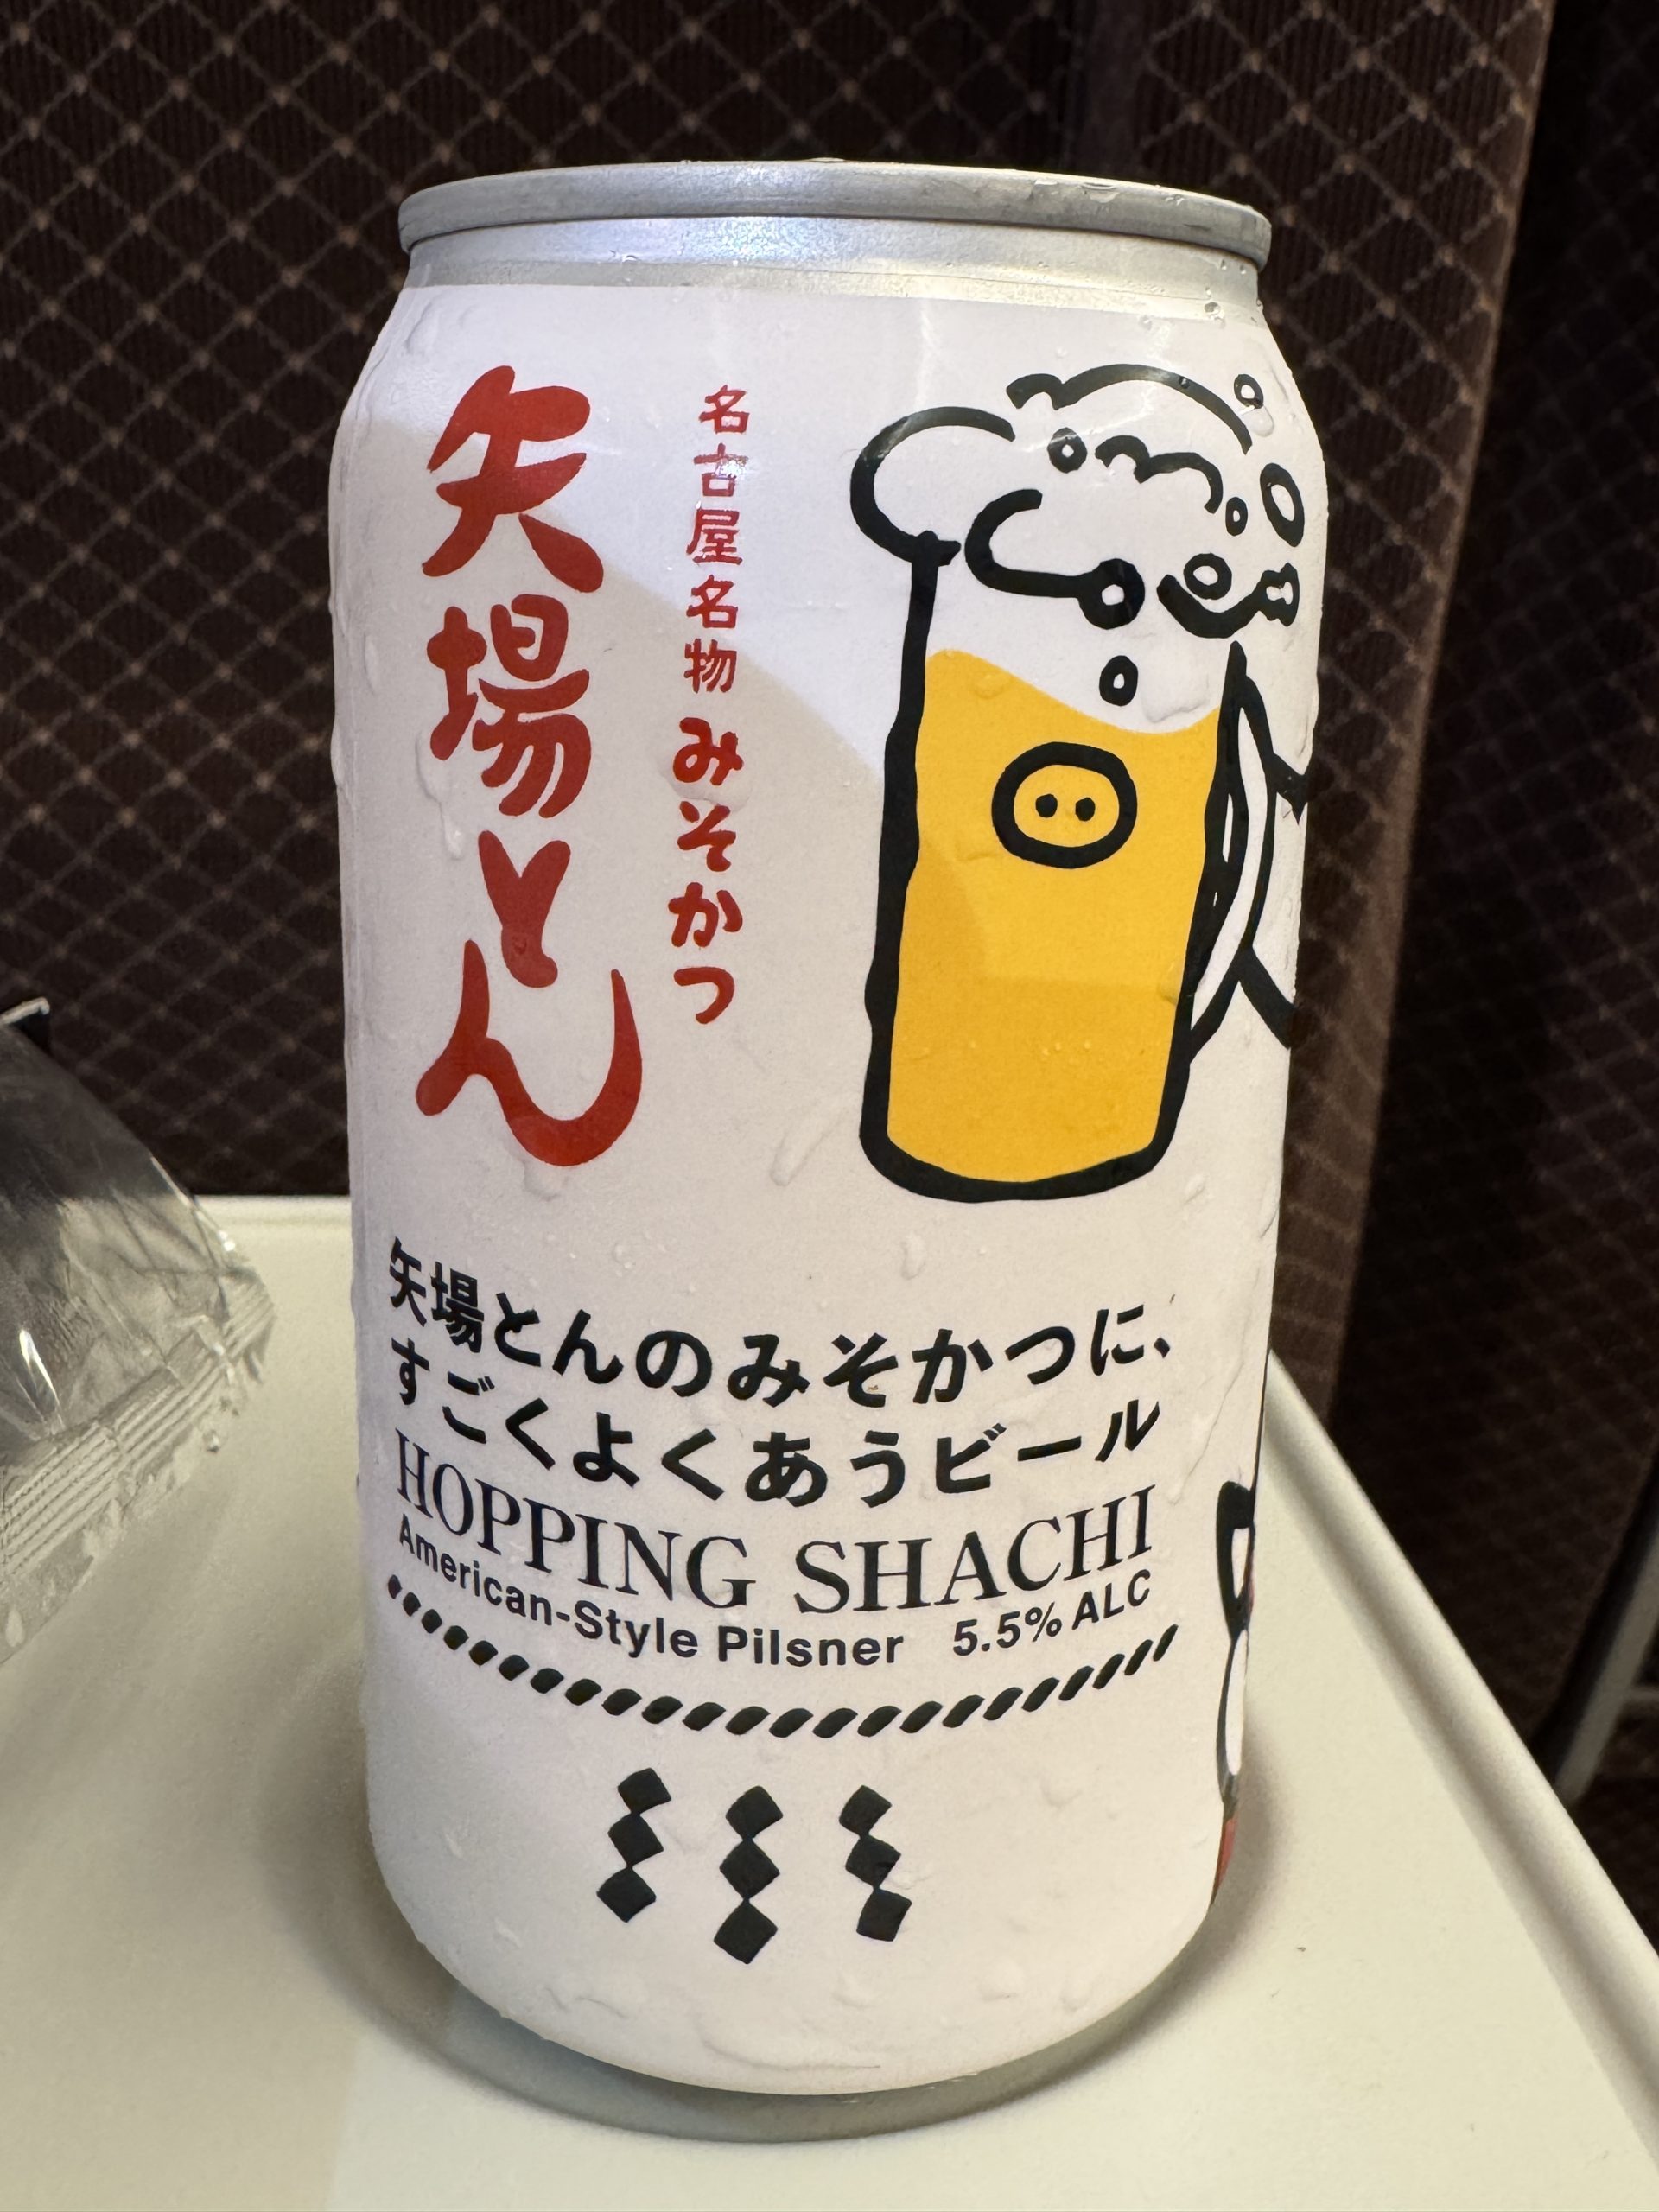 名古屋名物 みそかつ
矢場とん
矢場とんのみそかつに、
すごくよくあうビール
HOPPING SHACHI
American-Style Pilsner 5.5% ALC